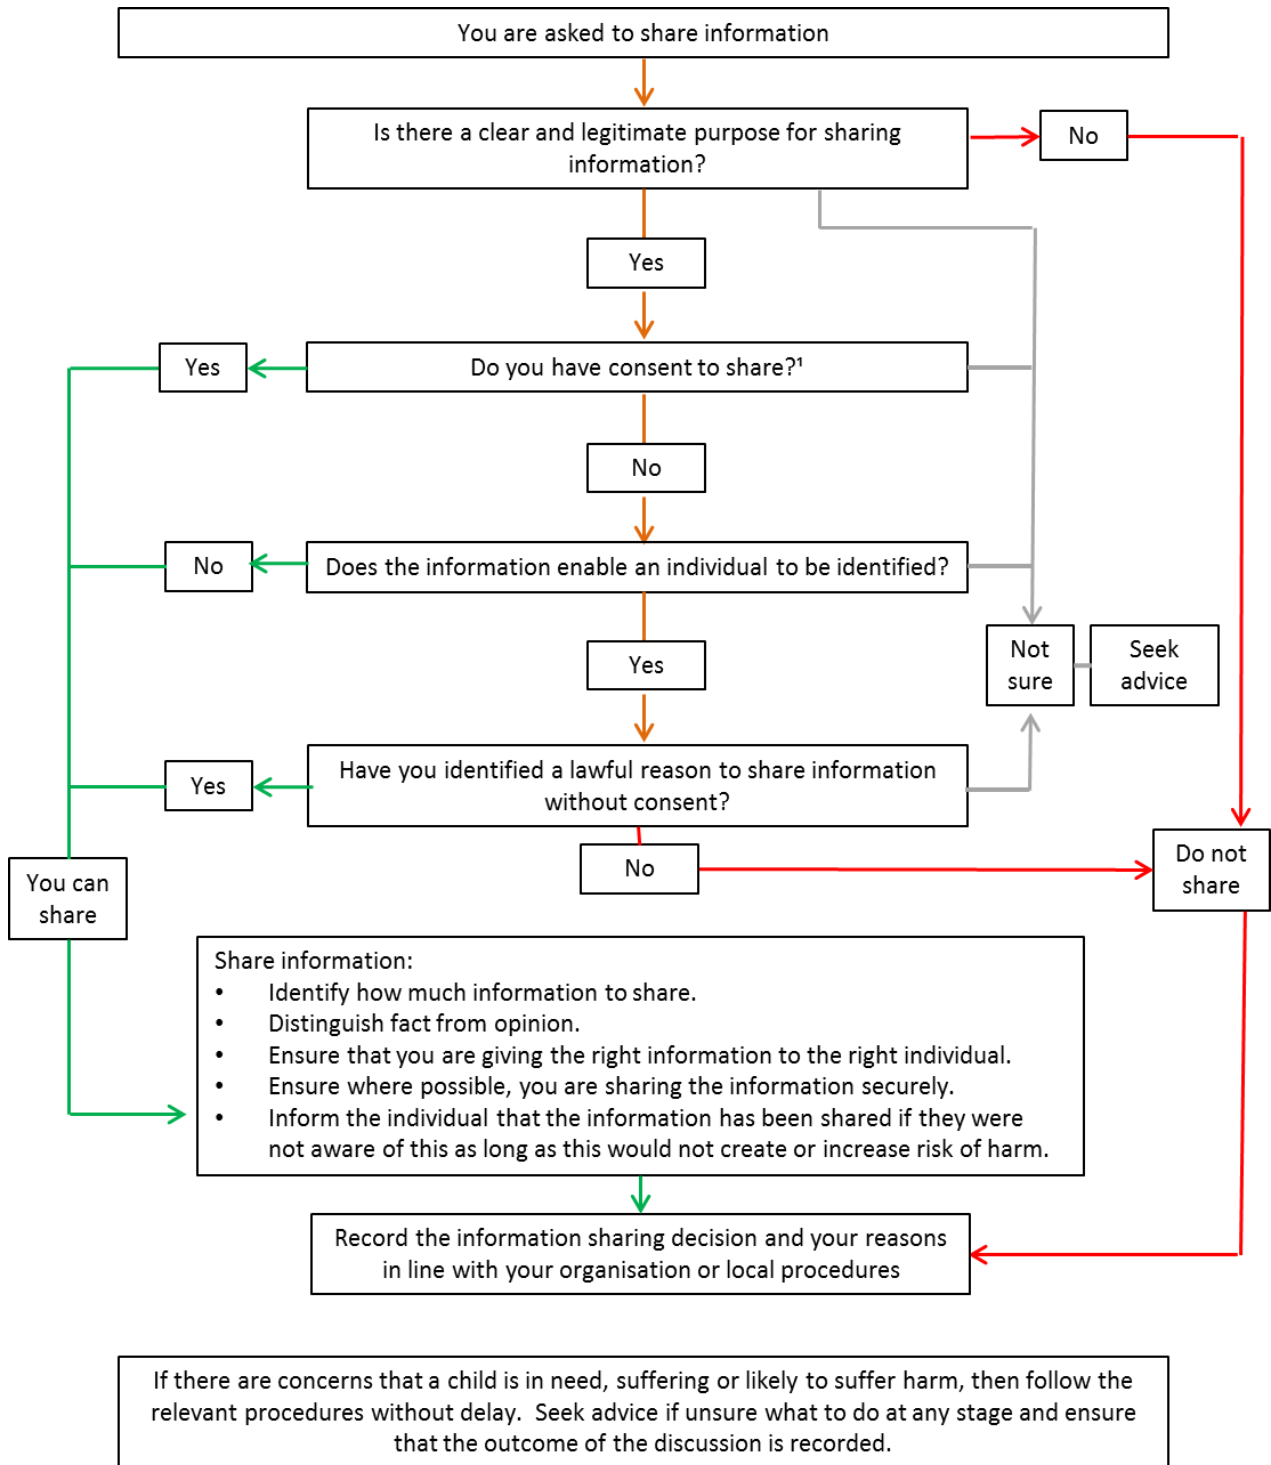 You are asked to share information
Is there a clear and legitimate purpose for sharing
information?
No
Yes
Yes
Do you have consent to share?¹
No
No
Does the information enable an individual to be identified?
Yes
Not
sure
Seek
advice
Yes
Have you identified a lawful reason to share information
without consent?
No
Do not
share
You can
share
Share information:
• Identify how much information to share.
• Distinguish fact from opinion.
• Ensure that you are giving the right information to the right individual.
• Ensure where possible, you are sharing the information securely.
• Inform the individual that the information has been shared if they were
not aware of this as long as this would not create or increase risk of harm.
Record the information sharing decision and your reasons
in line with your organisation or local procedures
If there are concerns that a child is in need, suffering or likely to suffer harm, then follow the
relevant procedures without delay.  Seek advice if unsure what to do at any stage and ensure
that the outcome of the discussion is recorded.